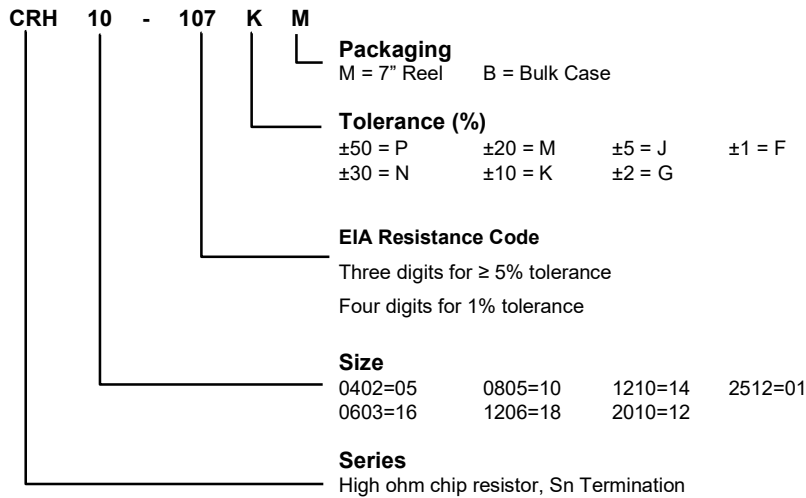 CRH 10 - 107 K M
Packaging
M = 7” Reel B = Bulk Case
Tolerance (%)
±50 = P ±20 = M ±5 = J ±1 = F
±30 = N ±10 = K ±2 = G
EIA Resistance Code
Three digits for ≥ 5% tolerance
Four digits for 1% tolerance
Size
0402=05 0805=10 1210=14 2512=01
0603=16 1206=18 2010=12
Series
High ohm chip resistor, Sn Termination